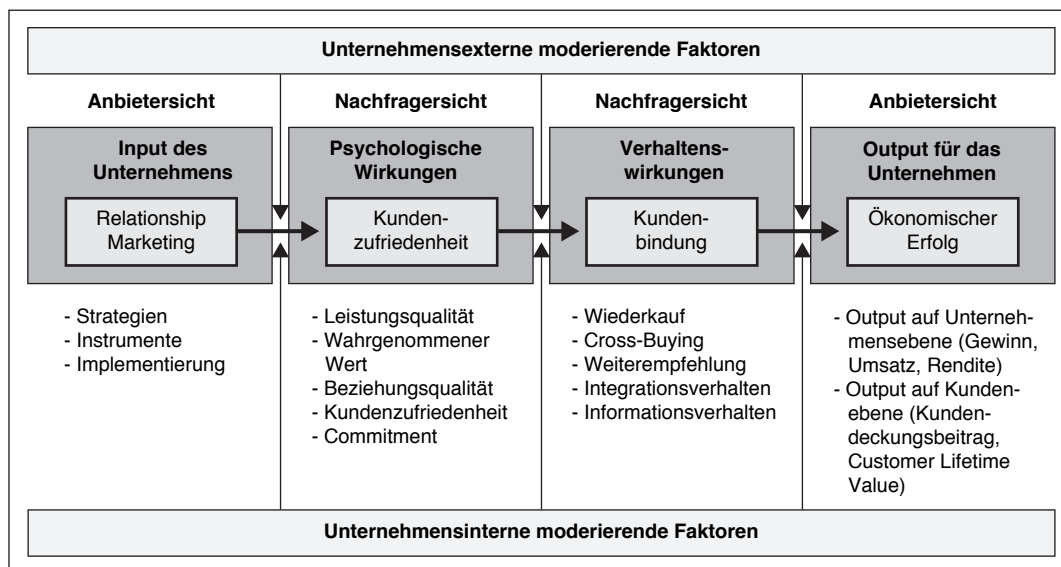 Unternehmensexterne moderierende Faktoren
Anbietersicht
Input des
Unternehmens
Relationship
Marketing
- Strategien
- Instrumente
- Implementierung
Nachfragersicht
Psychologische
Wirkungen
Kunden-
zufriedenheit
- Leistungsqualität
- Wahrgenommener
Wert
- Beziehungsqualität
- Kundenzufriedenheit
- Commitment
Nachfragersicht
Verhaltens-
wirkungen
Kunden-
bindung
- Wiederkauf
- Cross-Buying
- Weiterempfehlung
- Integrationsverhalten
- Informationsverhalten
Anbietersicht
Output für das
Unternehmen
Ökonomischer
Erfolg
- Output auf Unterneh-
mensebene (Gewinn,
Umsatz, Rendite)
- Output auf Kunden-
ebene (Kunden-
deckungsbeitrag,
Customer Lifetime
Value)
Unternehmensinterne moderierende Faktoren